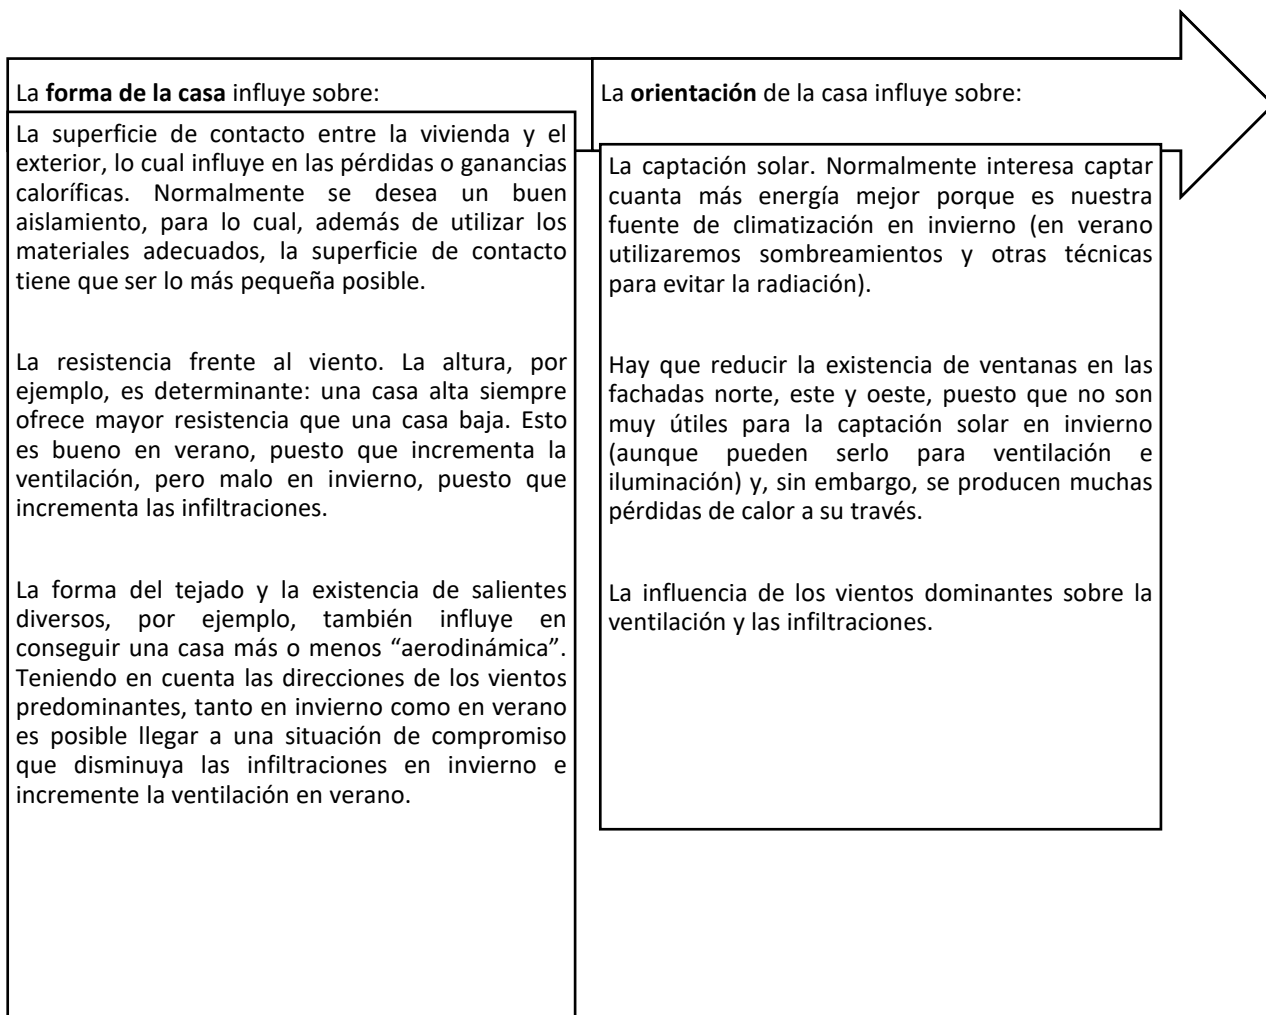 La forma de la casa influye sobre:
La superficie de contacto entre la vivienda y el
exterior, lo cual influye en las pérdidas o ganancias
caloríficas. Normalmente se desea un buen
aislamiento, para lo cual, además de utilizar los
materiales adecuados, la superficie de contacto
tiene que ser lo más pequeña posible.
La resistencia frente al viento. La altura, por
ejemplo, es determinante: una casa alta siempre
ofrece mayor resistencia que una casa baja. Esto
es bueno en verano, puesto que incrementa la
ventilación, pero malo en invierno, puesto que
incrementa las infiltraciones.
La forma del tejado y la existencia de salientes
diversos, por ejemplo, también influye en
conseguir una casa más o menos “aerodinámica”.
Teniendo en cuenta las direcciones de los vientos
predominantes, tanto en invierno como en verano
es posible llegar a una situación de compromiso
que disminuya las infiltraciones en invierno e
incremente la ventilación en verano.
La orientación de la casa influye sobre:
La captación solar. Normalmente interesa captar
cuanta más energía mejor porque es nuestra
fuente de climatización en invierno (en verano
utilizaremos sombreamientos y otras técnicas
para evitar la radiación).
Hay que reducir la existencia de ventanas en las
fachadas norte, este y oeste, puesto que no son
muy útiles para la captación solar en invierno
(aunque pueden serlo para ventilación e
iluminación) y, sin embargo, se producen muchas
pérdidas de calor a su través.
La influencia de los vientos dominantes sobre la
ventilación y las infiltraciones.